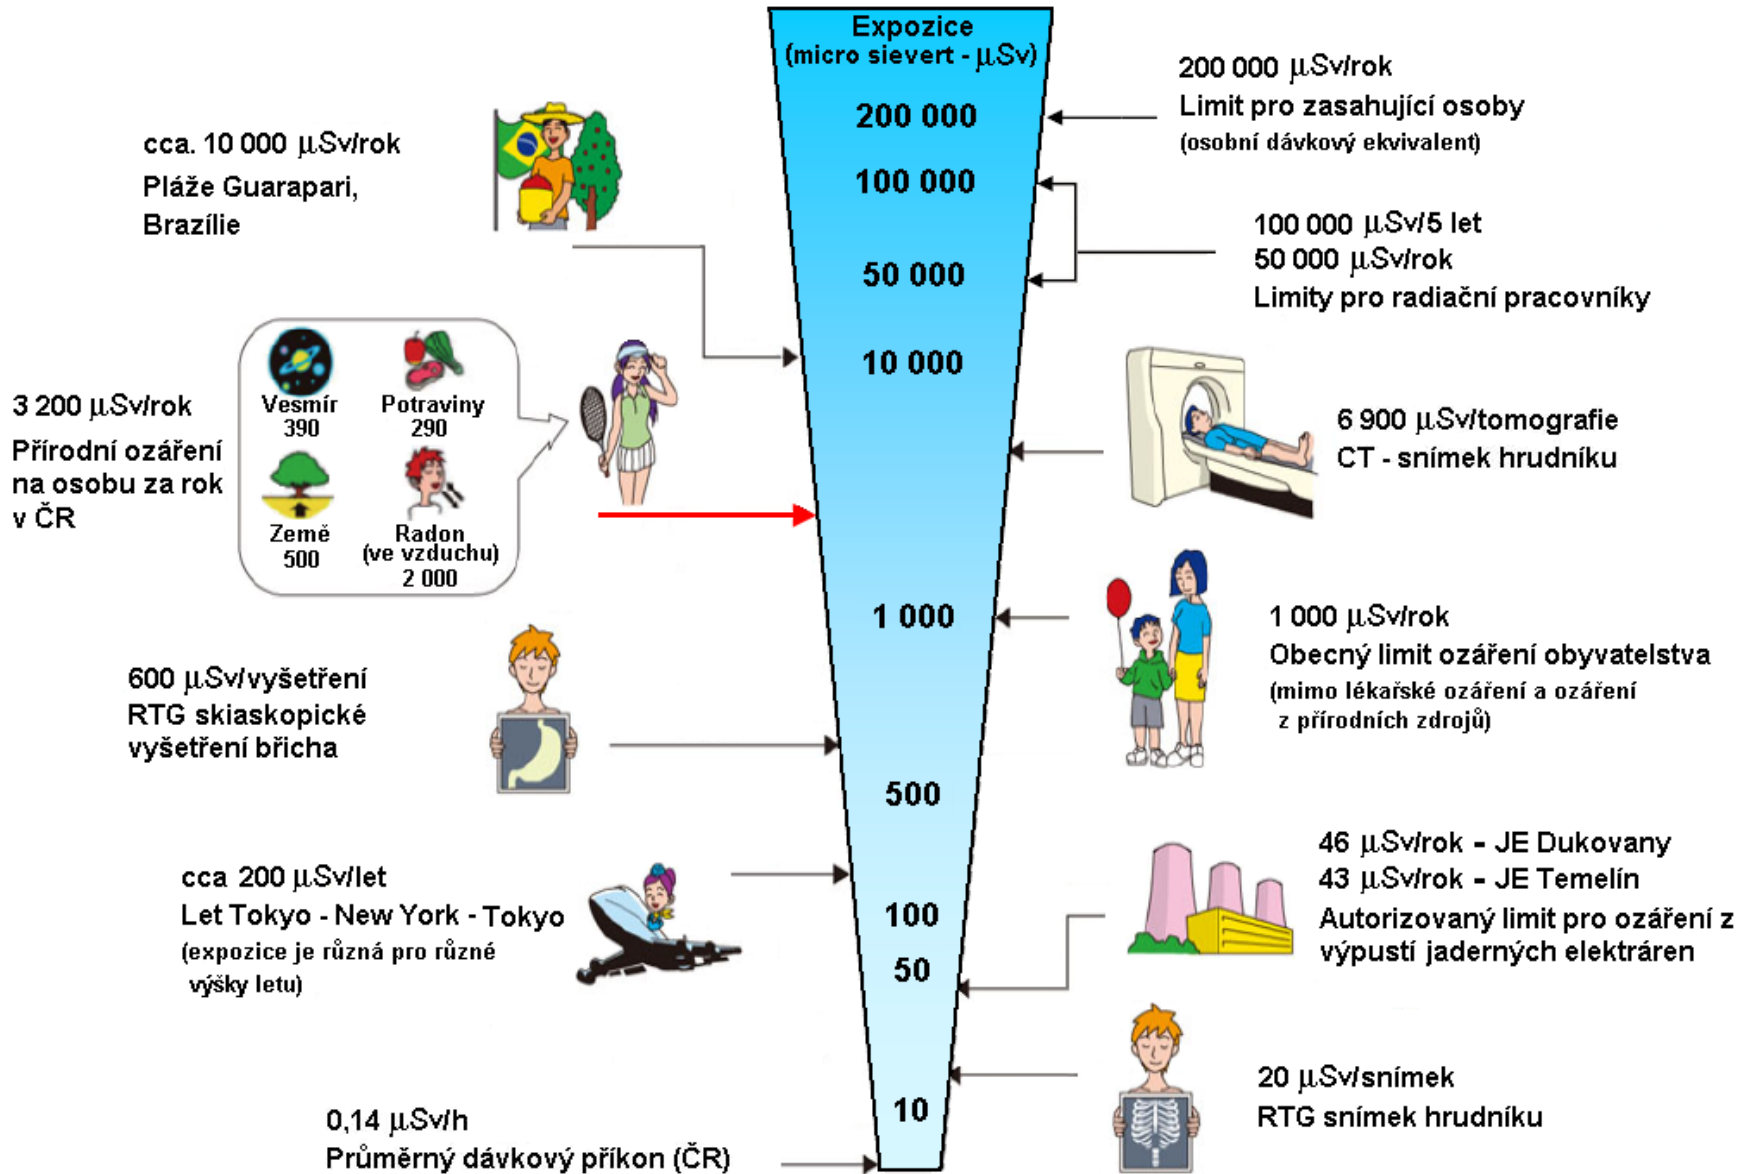 Expozice
(micro sievert - µSv)
200 000
100 000
50 000
10 000
1 000
500
100
50
10
cca. 10 000 µSv/rok
Pláže Guarapari,
Brazílie
3 200 µSv/rok
Přírodní ozáření
na osobu za rok
v ČR
Vesmír
390
Potraviny
290
Země
500
Radon
(ve vzduchu)
2 000
600 µSv/vyšetření
RTG skiaskopické
vyšetření břicha
cca 200 µSv/let
Let Tokyo - New York - Tokyo
(expozice je různá pro různé
výšky letu)
0,14 µSv/h
Průměrný dávkový příkon (ČR)
200 000 µSv/rok
Limit pro zasahující osoby
(osobní dávkový ekvivalent)
100 000 µSv/5 let
50 000 µSv/rok
Limity pro radiační pracovníky
6 900 µSv/tomografie
CT - snímek hrudníku
1 000 µSv/rok
Obecný limit ozáření obyvatelstva
(mimo lékařské ozáření a ozáření
z přírodních zdrojů)
46 µSv/rok - JE Dukovany
43 µSv/rok - JE Temelín
Autorizovaný limit pro ozáření z
výpustí jaderných elektráren
20 µSv/snímek
RTG snímek hrudníku